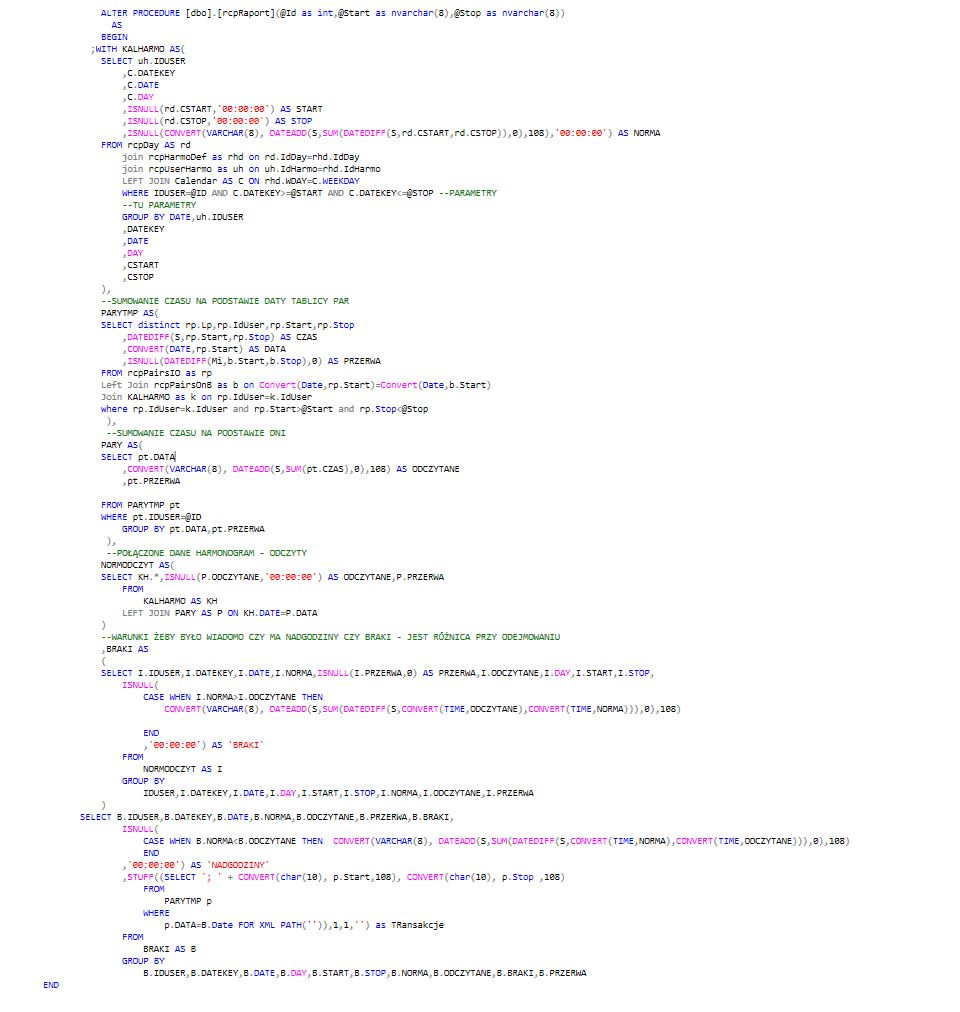 ALTER PROCEDURE [dbo].[rcpRaport](@Id as int,@Start as nvarchar(8),@Stop as nvarchar(8))
AS
BEGIN
;WITH KALHARMO AS(
SELECT uh.IDUSER
,C.DATEKEY
,C.DATE
,C.DAY
,ISNULL(rd.CSTART,'00:00:00') AS START
,ISNULL(rd.CSTOP,'00:00:00') AS STOP
,ISNULL(CONVERT(VARCHAR(8), DATEADD(S,SUM(DATEDIFF(S,rd.CSTART,rd.CSTOP)),0),108),'00:00:00') AS NORMA
FROM rcpDay AS rd
join rcpHarmoDef as rhd on rd.IdDay=rhd.IdDay
join rcpUserHarmo as uh on uh.IdHarmo=rhd.IdHarmo
LEFT JOIN Calendar AS C ON rhd.WDAY=C.WEEKDAY
WHERE IDUSER=@ID AND C.DATEKEY>=@START AND C.DATEKEY<=@STOP --PARAMETRY
--TU PARAMETRY
GROUP BY DATE,uh.IDUSER
,DATEKEY
,DATE
,DAY
,CSTART
,CSTOP
),
--SUMOWANIE CZASU NA PODSTAWIE DATY TABLICY PAR
PARYTMP AS(
SELECT distinct rp.Lp,rp.IdUser,rp.Start,rp.Stop
,DATEDIFF(S,rp.Start,rp.Stop) AS CZAS
,CONVERT(DATE,rp.Start) AS DATA
,ISNULL(DATEDIFF(Mi,b.Start,b.Stop),0) AS PRZERWA
FROM rcpPairsIO as rp
Left Join rcpPairsOnB as b on Convert(Date,rp.Start)=Convert(Date,b.Start)
Join KALHARMO as k on rp.IdUser=k.IdUser
where rp.IdUser=k.IdUser and rp.Start>@Start and rp.Stop<@Stop
),
--SUMOWANIE CZASU NA PODSTAWIE DNI
PARY AS(
SELECT pt.DATA
,CONVERT(VARCHAR(8), DATEADD(S,SUM(pt.CZAS),0),108) AS ODCZYTANE
,pt.PRZERWA
FROM PARYTMP pt
WHERE pt.IDUSER=@ID
GROUP BY pt.DATA,pt.PRZERWA
),
--POŁĄCZONE DANE HARMONOGRAM - ODCZYTY
NORMODCZYT AS(
SELECT KH.*,ISNULL(P.ODCZYTANE,'00:00:00') AS ODCZYTANE,P.PRZERWA
FROM
KALHARMO AS KH
LEFT JOIN PARY AS P ON KH.DATE=P.DATA
)
--WARUNKI ŻEBY BYŁO WIADOMO CZY MA NADGODZINY CZY BRAKI - JEST RÓŻNICA PRZY ODEJMOWANIU
,BRAKI AS
(
SELECT I.IDUSER,I.DATEKEY,I.DATE,I.NORMA,ISNULL(I.PRZERWA,0) AS PRZERWA,I.ODCZYTANE,I.DAY,I.START,I.STOP,
ISNULL(
CASE WHEN I.NORMA>I.ODCZYTANE THEN
CONVERT(VARCHAR(8), DATEADD(S,SUM(DATEDIFF(S,CONVERT(TIME,ODCZYTANE),CONVERT(TIME,NORMA))),0),108)
END
,'00:00:00') AS 'BRAKI'
FROM
NORMODCZYT AS I
GROUP BY
IDUSER,I.DATEKEY,I.DATE,I.DAY,I.START,I.STOP,I.NORMA,I.ODCZYTANE,I.PRZERWA
)
SELECT B.IDUSER,B.DATEKEY,B.DATE,B.NORMA,B.ODCZYTANE,B.PRZERWA,B.BRAKI,
ISNULL(
CASE WHEN B.NORMA<B.ODCZYTANE THEN  CONVERT(VARCHAR(8), DATEADD(S,SUM(DATEDIFF(S,CONVERT(TIME,NORMA),CONVERT(TIME,ODCZYTANE))),0),108)
END
,'00:00:00') AS 'NADGODZINY'
,STUFF((SELECT '; ' + CONVERT(char(10), p.Start,108), CONVERT(char(10), p.Stop ,108)
FROM
PARYTMP p
WHERE
p.DATA=B.Date FOR XML PATH('')),1,1,'') as TRansakcje
FROM
BRAKI AS B
GROUP BY
B.IDUSER,B.DATEKEY,B.DATE,B.DAY,B.START,B.STOP,B.NORMA,B.ODCZYTANE,B.BRAKI,B.PRZERWA
END